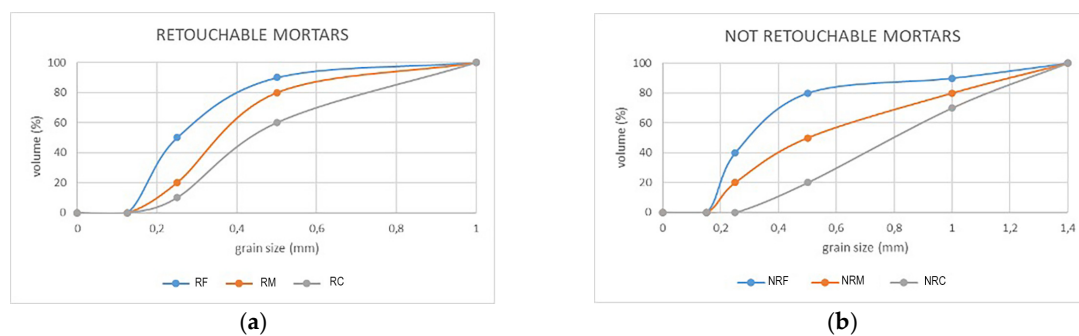 RETOUCHABLE MORTARS
volume (%)
100
80
60
40
20
0
0 0,2 0,4 0,6 0,8 1
grain size (mm)
RF RM RC
(a)
NOT RETOUCHABLE MORTARS
volume (%)
100
80
60
40
20
0
0 0,2 0,4 0,6 0,8 1 1,2 1,4
grain size (mm)
NRF NRM NRC
(b)